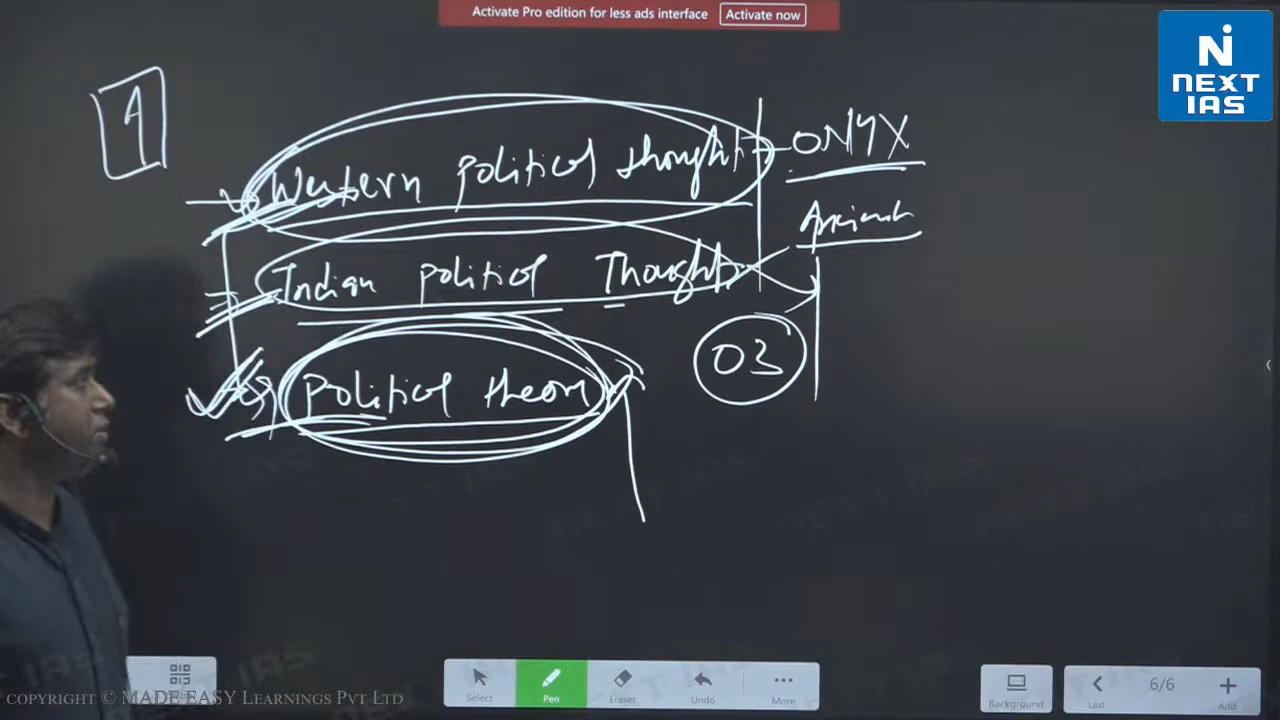 Activate Pro edition for less ads interface Activate now
NEXT
IAS
A
Western political thought ONYX
Indian political Thought
03
political theory
Select Pen Eraser Undo More
Background Last 6/6 Add
COPYRIGHT © MADE EASY LEARNINGS PVT LTD